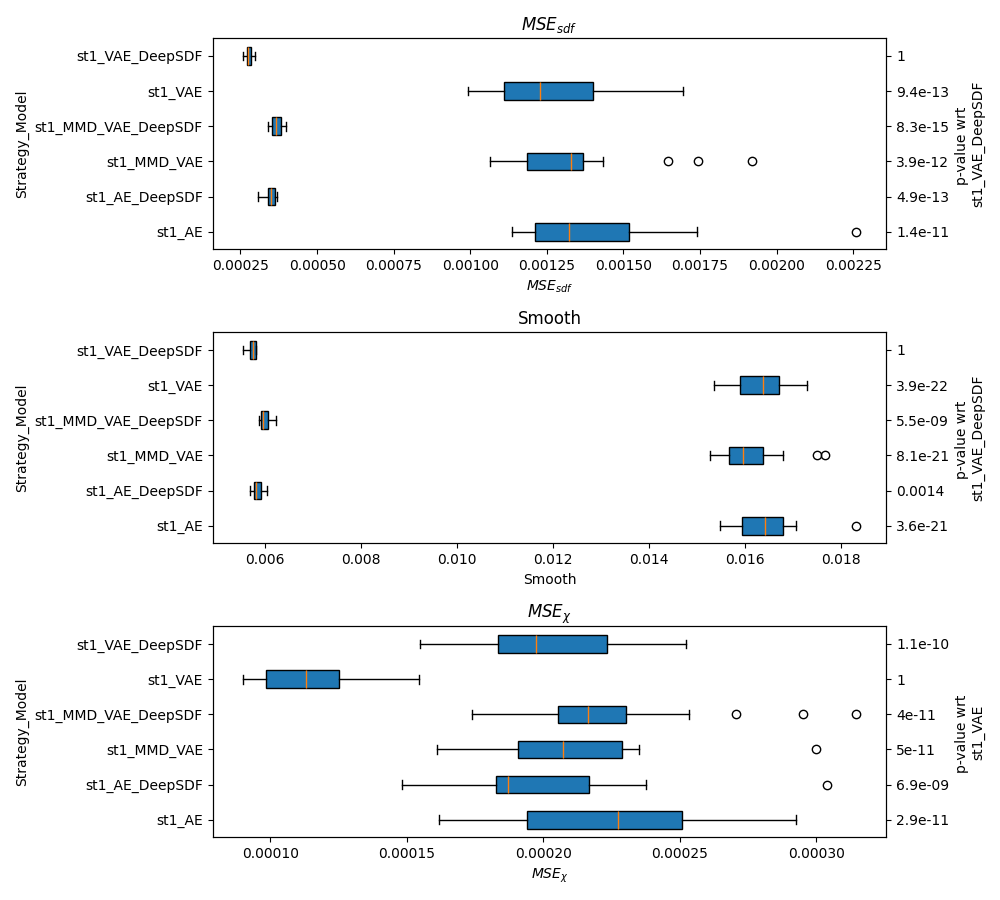 MSE_sdf
st1_VAE_DeepSDF 1
st1_VAE 9.4e-13
st1_MMD_VAE_DeepSDF 8.3e-15
st1_MMD_VAE 3.9e-12
st1_AE_DeepSDF 4.9e-13
st1_AE 1.4e-11
Strategy_Model
p-value wrt
st1_VAE_DeepSDF
0.00025 0.00050 0.00075 0.00100 0.00125 0.00150 0.00175 0.00200 0.00225
MSE_sdf
Smooth
st1_VAE_DeepSDF 1
st1_VAE 3.9e-22
st1_MMD_VAE_DeepSDF 5.5e-09
st1_MMD_VAE 8.1e-21
st1_AE_DeepSDF 0.0014
st1_AE 3.6e-21
Strategy_Model
p-value wrt
st1_VAE_DeepSDF
0.006 0.008 0.010 0.012 0.014 0.016 0.018
Smooth
MSE_χ
st1_VAE_DeepSDF 1.1e-10
st1_VAE 1
st1_MMD_VAE_DeepSDF 4e-11
st1_MMD_VAE 5e-11
st1_AE_DeepSDF 6.9e-09
st1_AE 2.9e-11
Strategy_Model
p-value wrt
st1_VAE
0.00010 0.00015 0.00020 0.00025 0.00030
MSE_χ